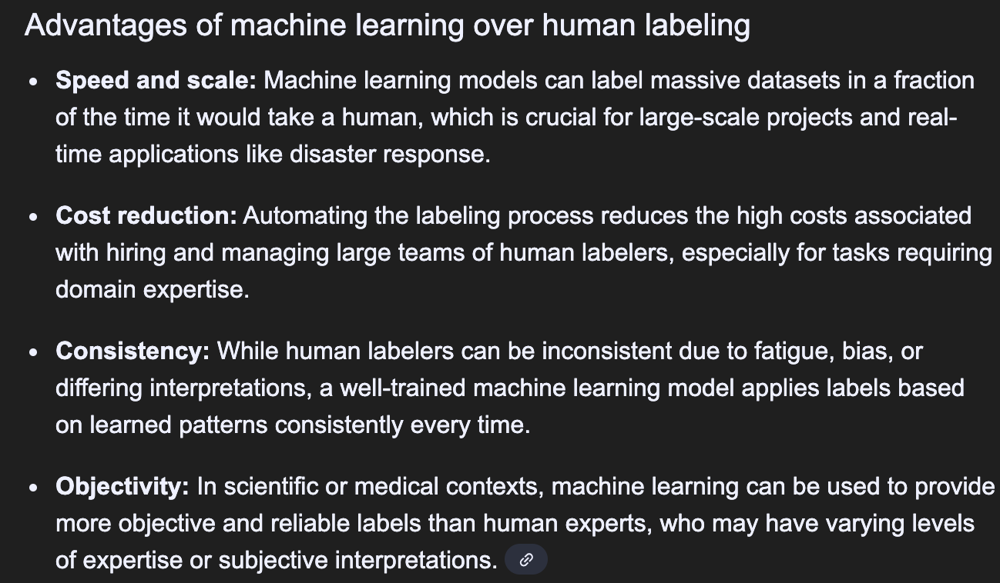 Advantages of machine learning over human labeling
• Speed and scale: Machine learning models can label massive datasets in a fraction
of the time it would take a human, which is crucial for large-scale projects and real-
time applications like disaster response.
• Cost reduction: Automating the labeling process reduces the high costs associated
with hiring and managing large teams of human labelers, especially for tasks requiring
domain expertise.
• Consistency: While human labelers can be inconsistent due to fatigue, bias, or
differing interpretations, a well-trained machine learning model applies labels based
on learned patterns consistently every time.
• Objectivity: In scientific or medical contexts, machine learning can be used to provide
more objective and reliable labels than human experts, who may have varying levels
of expertise or subjective interpretations.